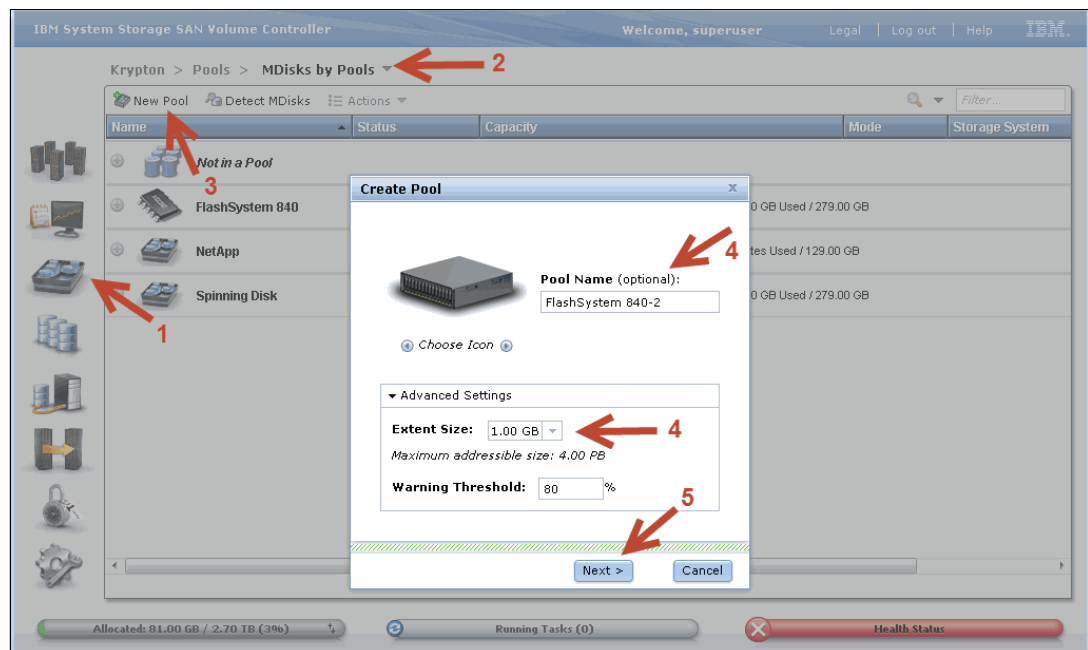 IBM System Storage SAN Volume Controller Welcome, superuser Legal | Log out | Help IBM.
Krypton > Pools > MDisks by Pools 2
New Pool Detect MDisks Actions Filter...
Name Status Capacity Mode Storage System
Not in a Pool
3
FlashSystem 840 0 GB Used / 279.00 GB
NetApp tes Used / 129.00 GB
Spinning Disk 0 GB Used / 279.00 GB
1
Create Pool x
4
Pool Name (optional):
FlashSystem 840-2
Choose Icon
Advanced Settings
Extent Size: 1.00 GB 4
Maximum addressible size: 4.00 PB
Warning Threshold: 80 %
5
Next > Cancel
Allocated: 81.00 GB / 2.70 TB (3%) Running Tasks (0) Health Status